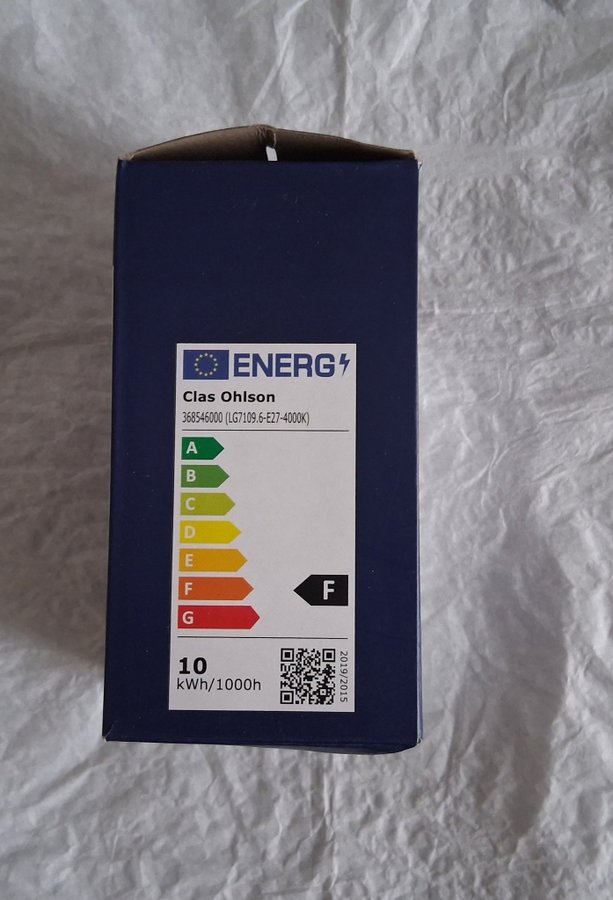 ENERG
Clas Ohlson
368546000 (LG7109.6-E27-4000K)
A
B
C
D
E
F
F
G
10
kWh/1000h
2019/2015